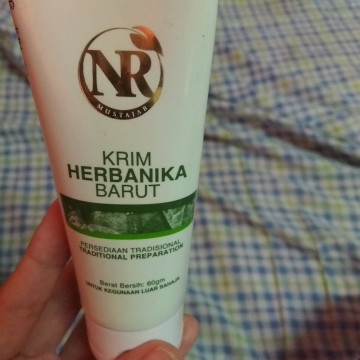 NR
MUSTAJAB
KRIM
HERBANIKA
BARUT
PERSEDIAAN TRADISIONAL
TRADITIONAL PREPARATION
Berat Bersih: 60gm
UNTUK KEGUNAAN LUAR SAHAJA